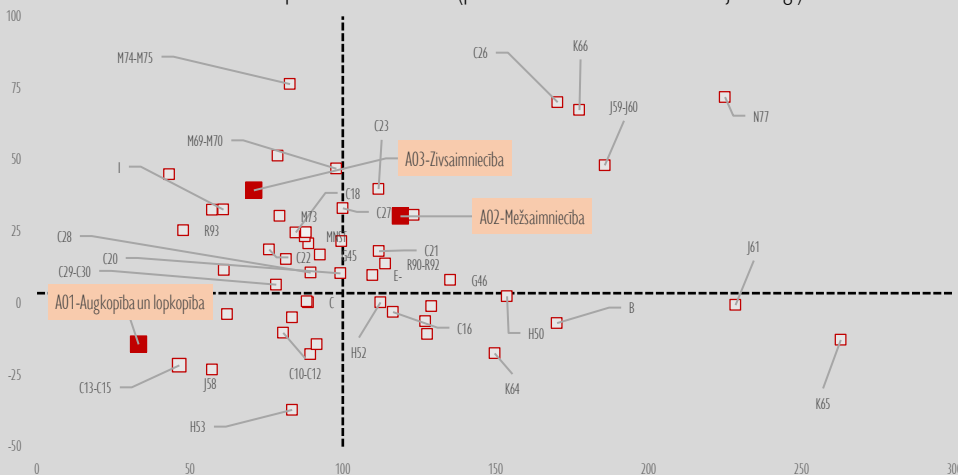 100
75
50
25
0
-25
-50
0
50
100
150
200
250
300
M74-M75
C26
K66
N77
J59-J60
C23
M69-M70
A03-Zivsaimniecība
I
C18
C27
A02-Mežsaimniecība
M73
R93
C28
C22
C21
R90-R92
C20
E-
G46
J61
C29-C30
A01-Augkopība un lopkopība
C
B
H50
C16
H52
C10-C12
C13-C15
J58
K64
K65
H53